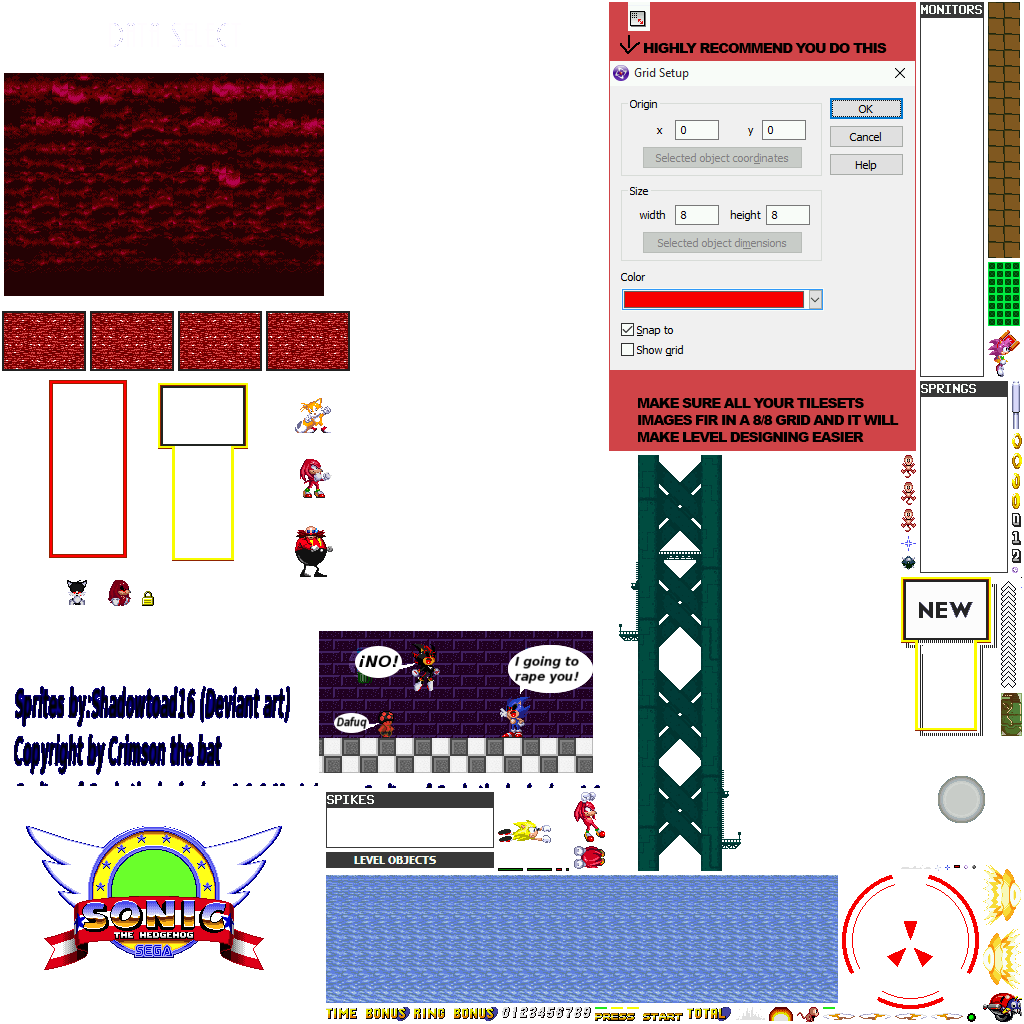 HIGHLY RECOMMEND YOU DO THIS
Grid Setup
Origin
x 0 y 0
OK
Cancel
Help
Selected object coordinates
Size
width 8 height 8
Selected object dimensions
Color
Snap to
Show grid
MAKE SURE ALL YOUR TILESETS
IMAGES FIR IN A 8/8 GRID AND IT WILL
MAKE LEVEL DESIGNING EASIER
MONITORS
SPRINGS
0
1
2
NEW
¡NO!
I going to
rape you!
Dafuq
Sprites by:Shadowtoad16 (Deviant art)
Copyright by Crimson the bat
SPIKES
LEVEL OBJECTS
SONIC
THE HEDGEHOG
SEGA
TIME BONUS RING BONUS 0123456789 PRESS START TOTAL